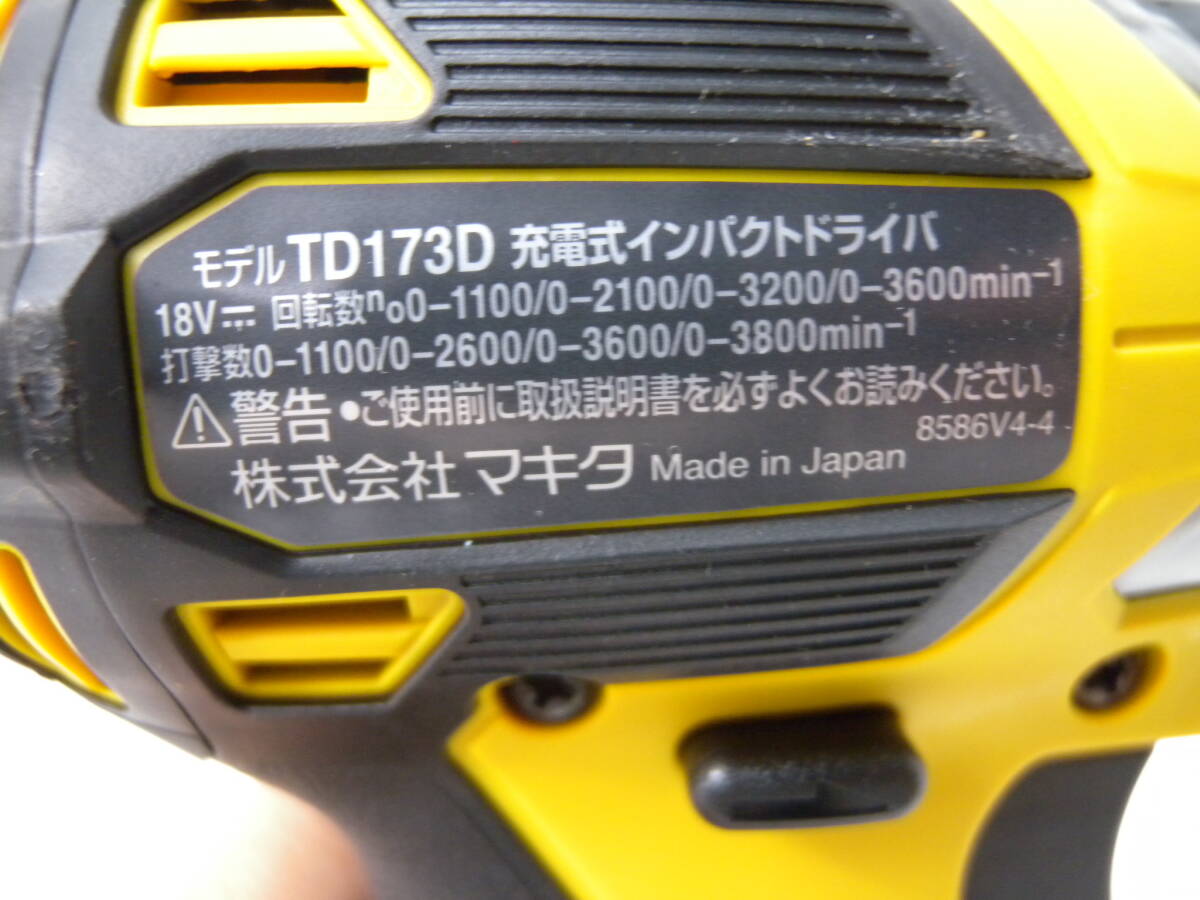 モデルTD173D 充電式インパクトドライバ
18V⎓ 回転数n₀0-1100/0-2100/0-3200/0-3600min⁻¹
打撃数0-1100/0-2600/0-3600/0-3800min⁻¹
⚠警告 ●ご使用前に取扱説明書を必ずよくお読みください。
8586V4-4
株式会社マキタ Made in Japan